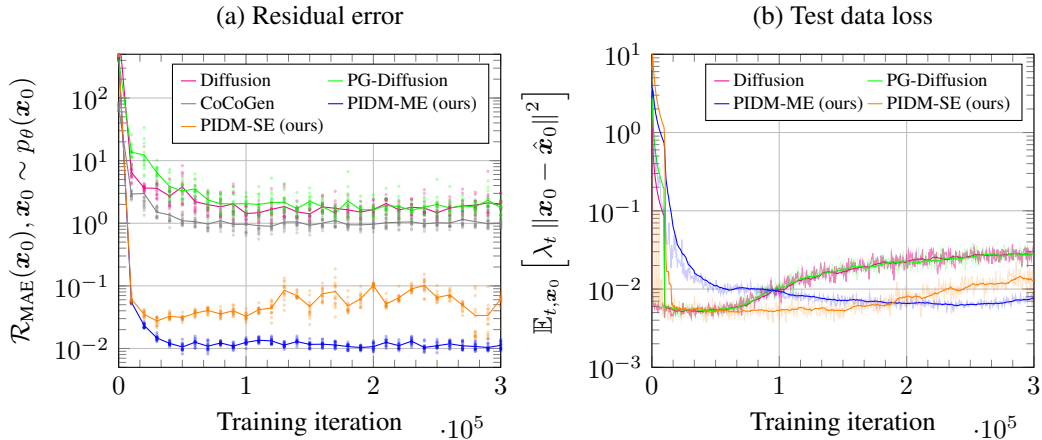 (a) Residual error
R_MAE(x_0), x_0 ∼ p_θ(x_0)
10^2
10^1
10^0
10^−1
10^−2
Diffusion
PG-Diffusion
CoCoGen
PIDM-ME (ours)
PIDM-SE (ours)
0
1
2
3
Training iteration
·10^5
(b) Test data loss
E_{t,x_0} [ λ_t ‖x_0 − x̂_0‖^2 ]
10^1
10^0
10^−1
10^−2
10^−3
Diffusion
PG-Diffusion
PIDM-ME (ours)
PIDM-SE (ours)
0
1
2
3
Training iteration
·10^5